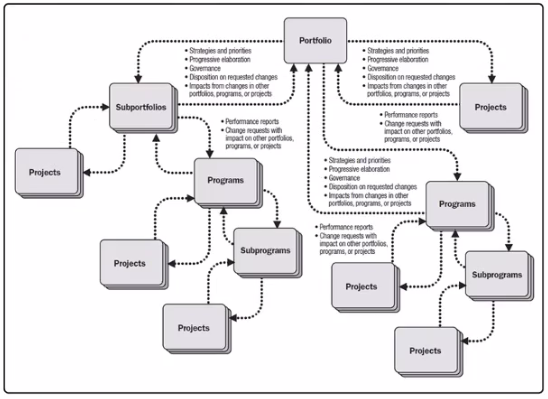 Portfolio
• Strategies and priorities
• Progressive elaboration
• Governance
• Disposition on requested changes
• Impacts from changes in other
portfolios, programs, or projects
• Strategies and priorities
• Progressive elaboration
• Governance
• Disposition on requested changes
• Impacts from changes in other
portfolios, programs, or projects
Subportfolios
Projects
• Performance reports
• Change requests with
impact on other portfolios,
programs, or projects
• Performance reports
• Change requests with
impact on other portfolios,
programs, or projects
Projects
Programs
• Strategies and priorities
• Progressive elaboration
• Governance
• Disposition on requested changes
• Impacts from changes in other
portfolios, programs, or projects
Programs
• Performance reports
• Change requests with
impact on other portfolios,
programs, or projects
Projects
Subprograms
Projects
Subprograms
Projects
Projects